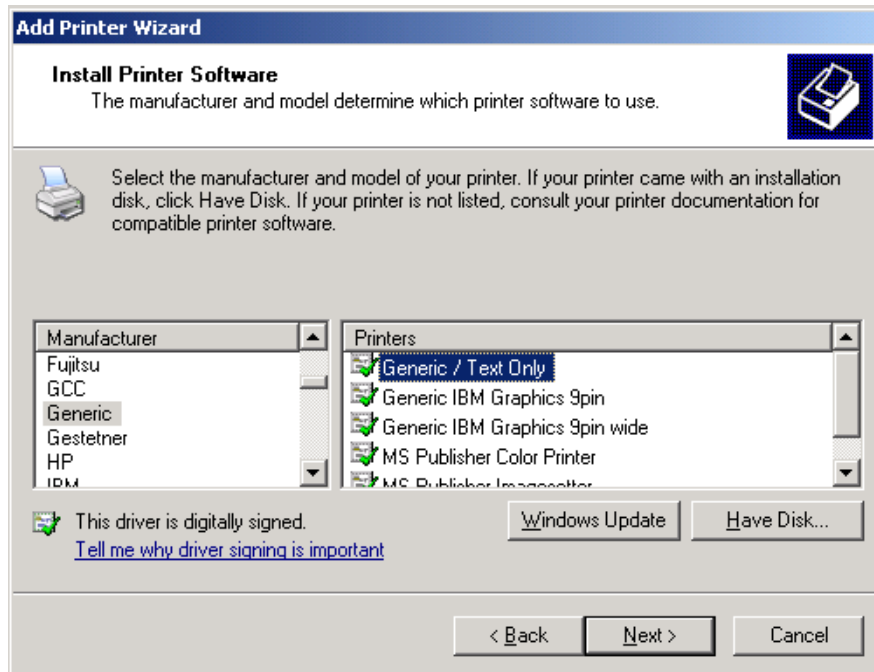 Add Printer Wizard
Install Printer Software
The manufacturer and model determine which printer software to use.
Select the manufacturer and model of your printer. If your printer came with an installation
disk, click Have Disk. If your printer is not listed, consult your printer documentation for
compatible printer software.
Manufacturer
Fujitsu
GCC
Generic
Gestetner
HP
IBM
Printers
Generic / Text Only
Generic IBM Graphics 9pin
Generic IBM Graphics 9pin wide
MS Publisher Color Printer
MS Publisher Imagesetter
This driver is digitally signed.
Tell me why driver signing is important
Windows Update
Have Disk...
< Back
Next >
Cancel